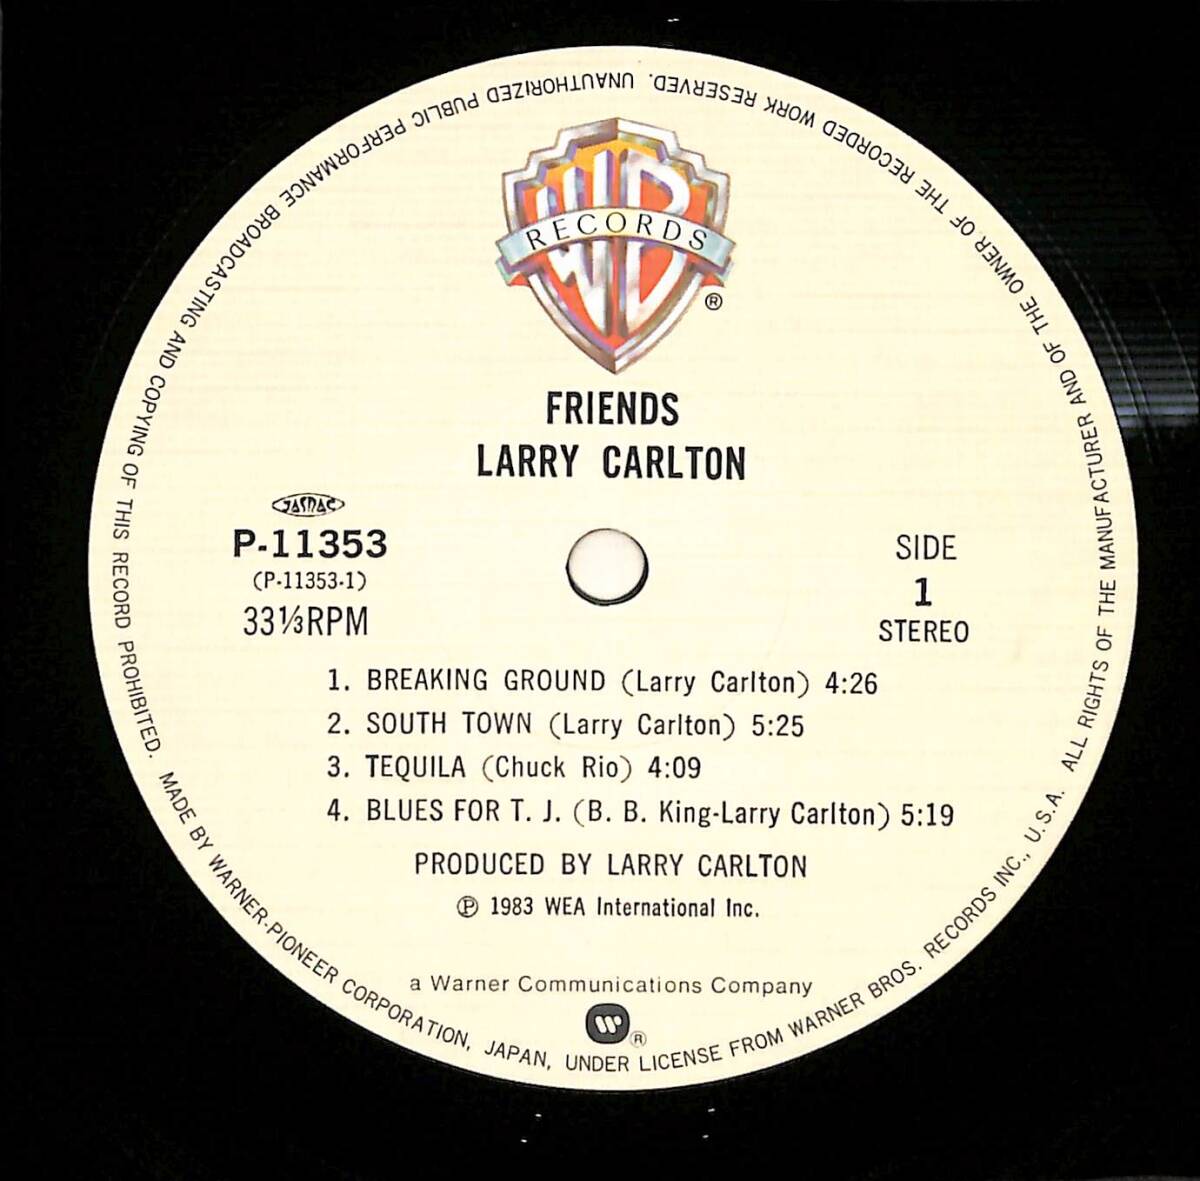 WB
RECORDS
®
FRIENDS
LARRY CARLTON
JASRAC
P-11353
(P-11353-1)
33⅓RPM
SIDE
1
STEREO
1. BREAKING GROUND (Larry Carlton) 4:26
2. SOUTH TOWN (Larry Carlton) 5:25
3. TEQUILA (Chuck Rio) 4:09
4. BLUES FOR T. J. (B. B. King-Larry Carlton) 5:19
PRODUCED BY LARRY CARLTON
℗ 1983 WEA International Inc.
a Warner Communications Company
W ®
MADE BY WARNER-PIONEER CORPORATION, JAPAN, UNDER LICENSE FROM WARNER BROS. RECORDS INC., U.S.A. ALL RIGHTS OF THE MANUFACTURER AND OF THE OWNER OF THE RECORDED WORK RESERVED. UNAUTHORIZED PUBLIC PERFORMANCE BROADCASTING AND COPYING OF THIS RECORD PROHIBITED.